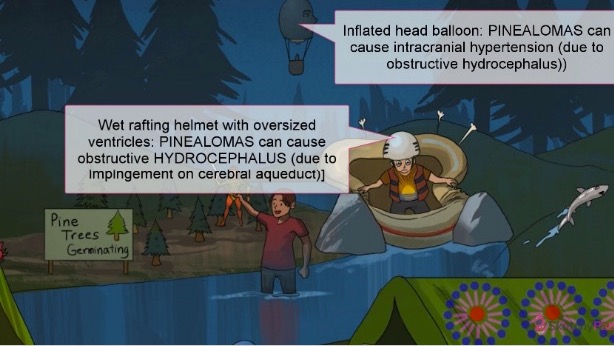 Inflated head balloon: PINEALOMAS can
cause intracranial hypertension (due to
obstructive hydrocephalus))
Wet rafting helmet with oversized
ventricles: PINEALOMAS can cause
obstructive HYDROCEPHALUS (due to
impingement on cerebral aqueduct)]
Pine
Trees
Germinating